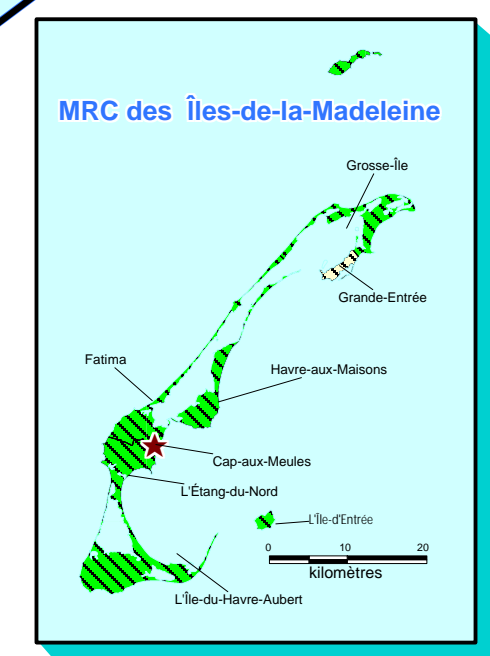 MRC des Îles-de-la-Madeleine
Grosse-Île
Grande-Entrée
Fatima
Havre-aux-Maisons
Cap-aux-Meules
L'Étang-du-Nord
L'Île-d'Entrée
0 10 20
kilomètres
L'Île-du-Havre-Aubert